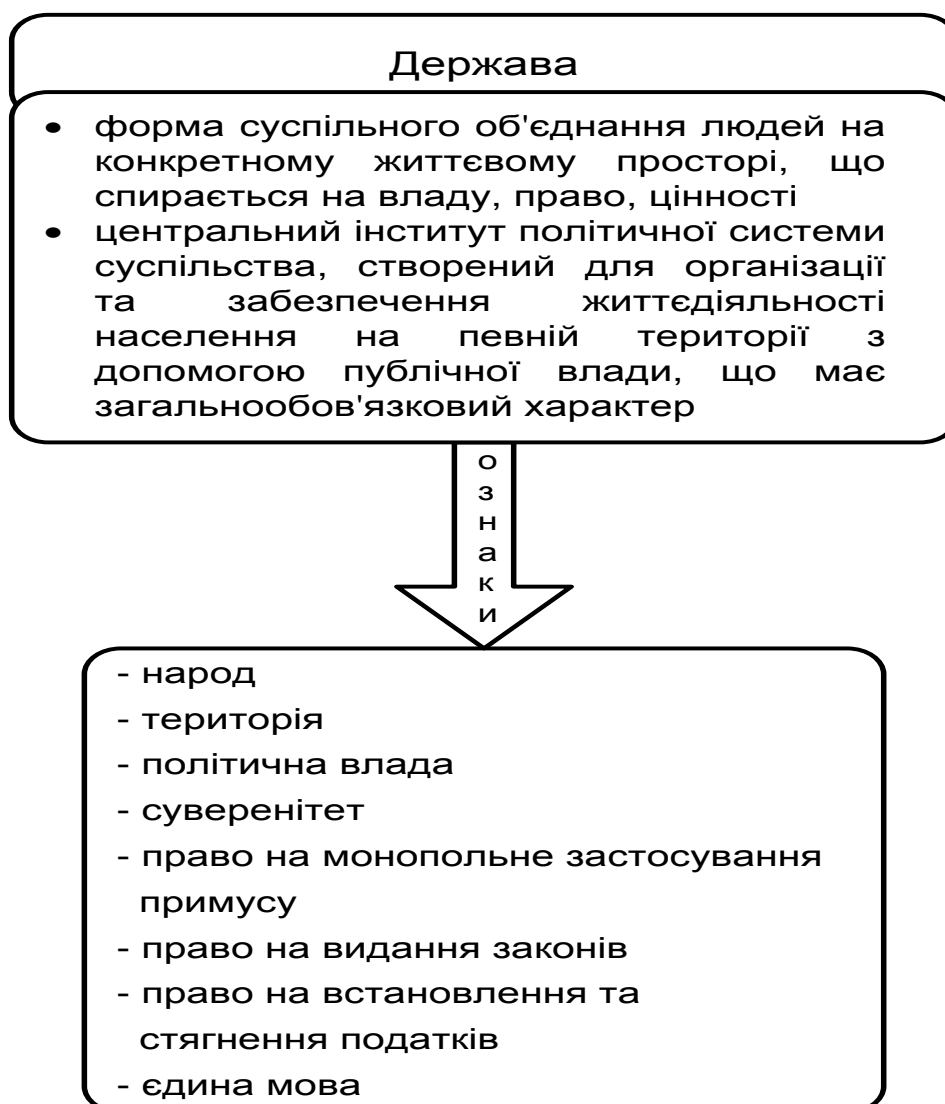 Держава
• форма суспільного об'єднання людей на
конкретному життєвому просторі, що
спирається на владу, право, цінності
• центральний інститут політичної системи
суспільства, створений для організації
та забезпечення життєдіяльності
населення на певній території з
допомогою публічної влади, що має
загальнообов'язковий характер
ознаки
- народ
- територія
- політична влада
- суверенітет
- право на монопольне застосування
примусу
- право на видання законів
- право на встановлення та
стягнення податків
- єдина мова